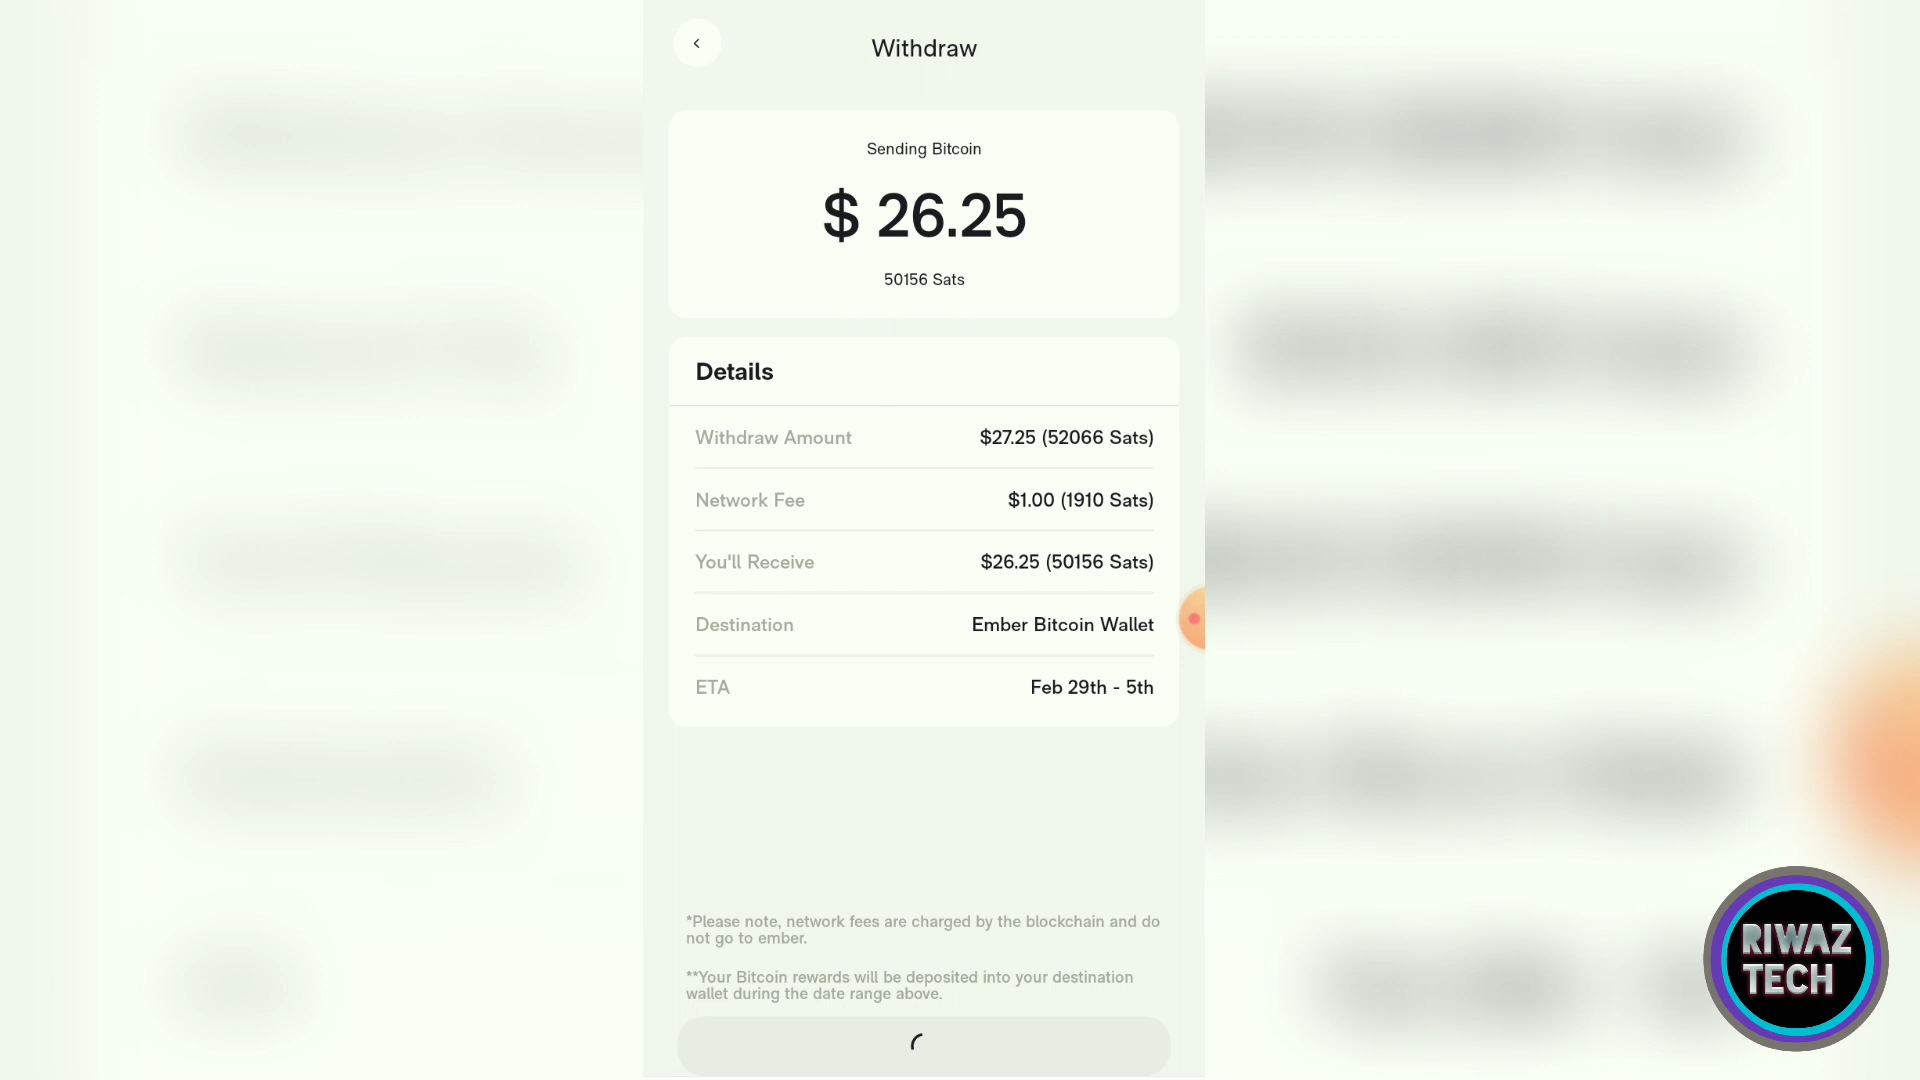 Withdraw
Sending Bitcoin
$ 26.25
50156 Sats
Details
Withdraw Amount $27.25 (52066 Sats)
Network Fee $1.00 (1910 Sats)
You'll Receive $26.25 (50156 Sats)
Destination Ember Bitcoin Wallet
ETA Feb 29th - 5th
*Please note, network fees are charged by the blockchain and do
not go to ember.
**Your Bitcoin rewards will be deposited into your destination
wallet during the date range above.
RIWAZ
TECH